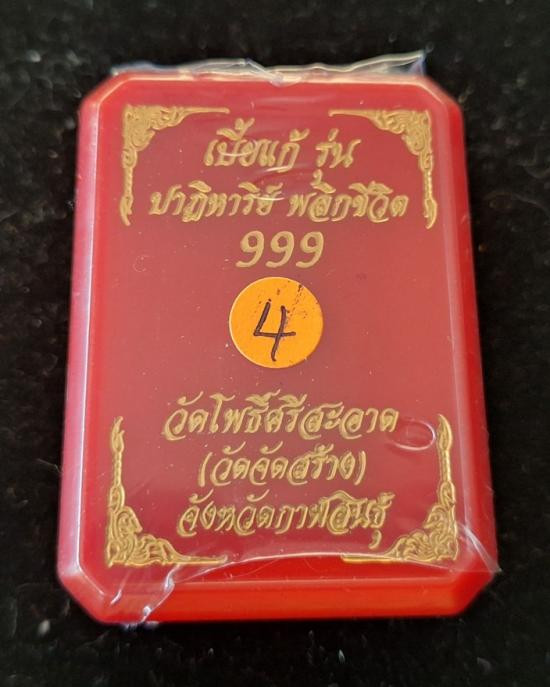 เบี้ยแก้ รุ่น
ปาฏิหาริย์ พลิกชีวิต
999
4
วัดโพธิ์ศรีสะอาด
(วัดจัดสร้าง)
จังหวัดกาฬสินธุ์